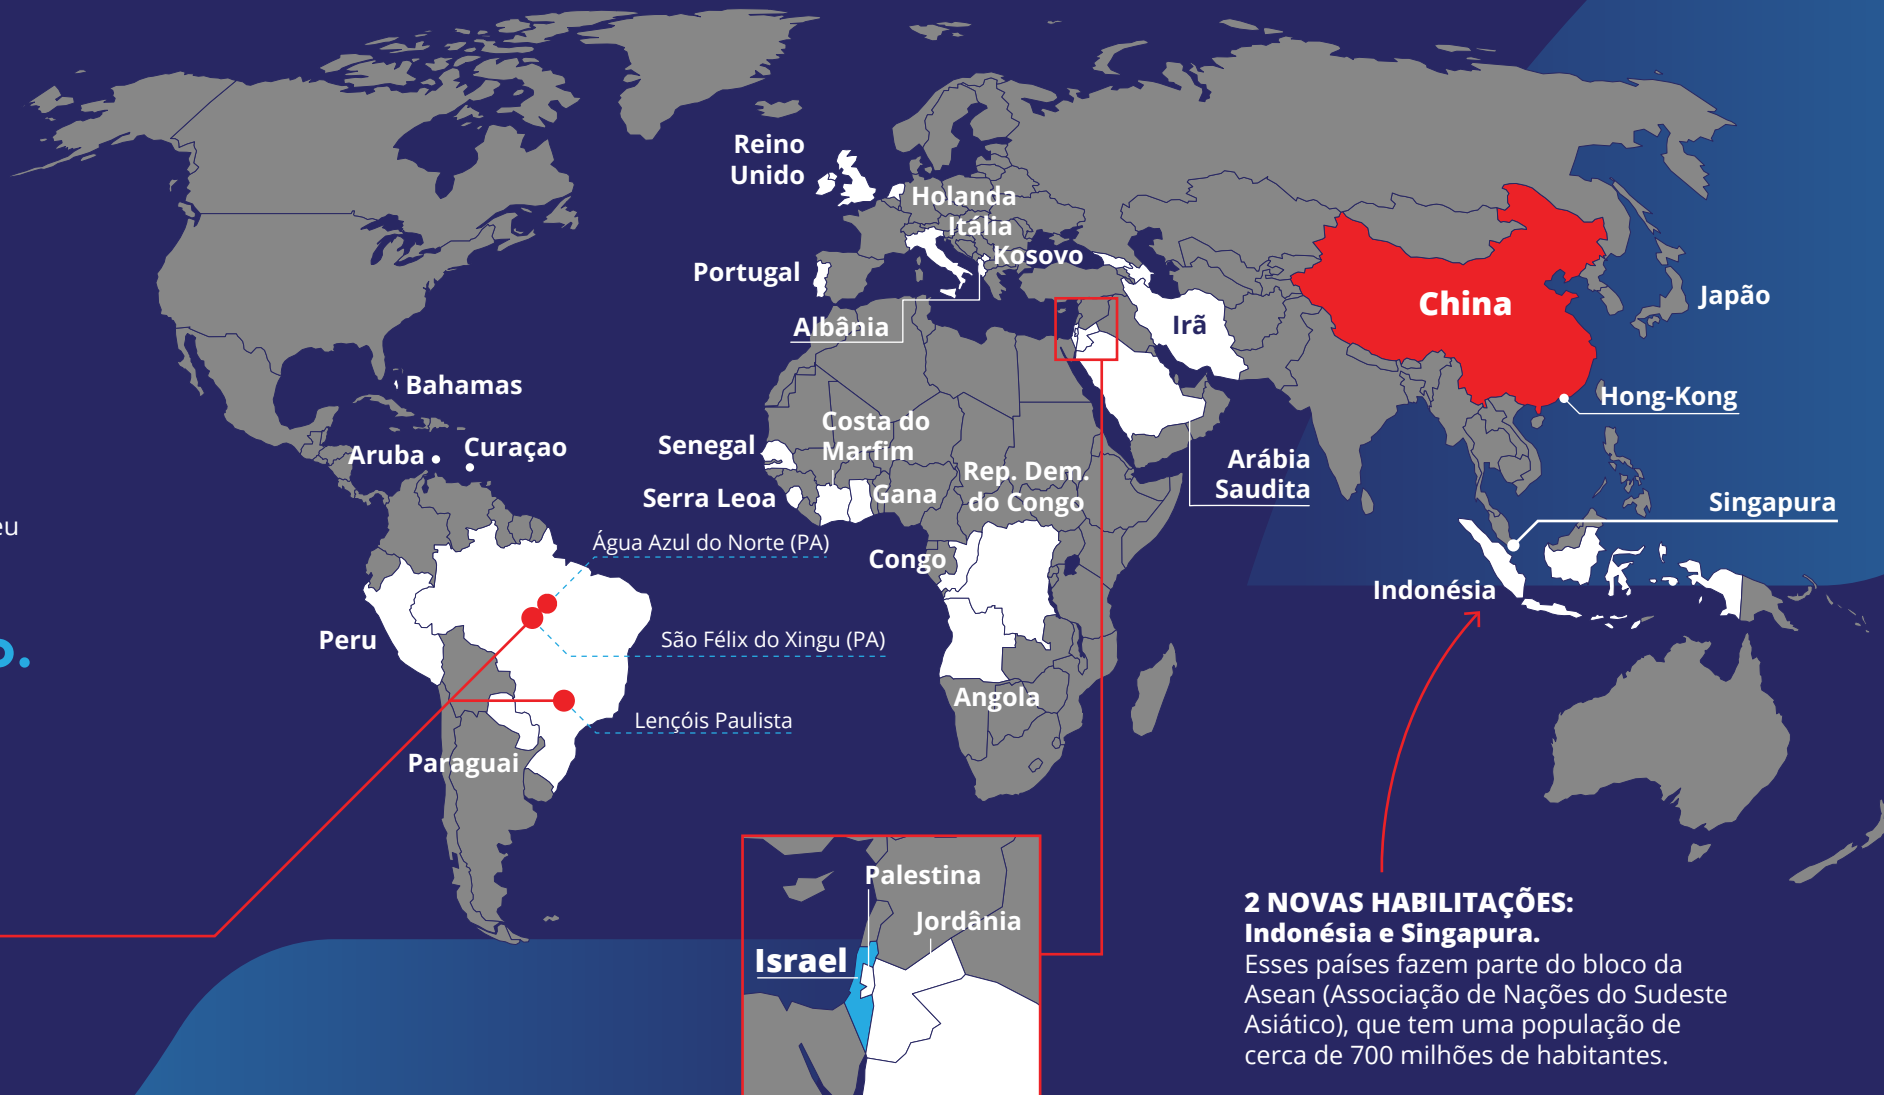 Reino
Unido
Holanda
Itália
Kosovo
Portugal
Albânia
Irã
China
Japão
Bahamas
Hong-Kong
Aruba
Curaçao
Senegal
Costa do
Marfim
Serra Leoa
Gana
Rep. Dem.
do Congo
Arábia
Saudita
Singapura
eu
Água Azul do Norte (PA)
Congo
Indonésia
Peru
São Félix do Xingu (PA)
Angola
Lençóis Paulista
Paraguai
Palestina
Jordânia
Israel
2 NOVAS HABILITAÇÕES:
Indonésia e Singapura.
Esses países fazem parte do bloco da
Asean (Associação de Nações do Sudeste
Asiático), que tem uma população de
cerca de 700 milhões de habitantes.